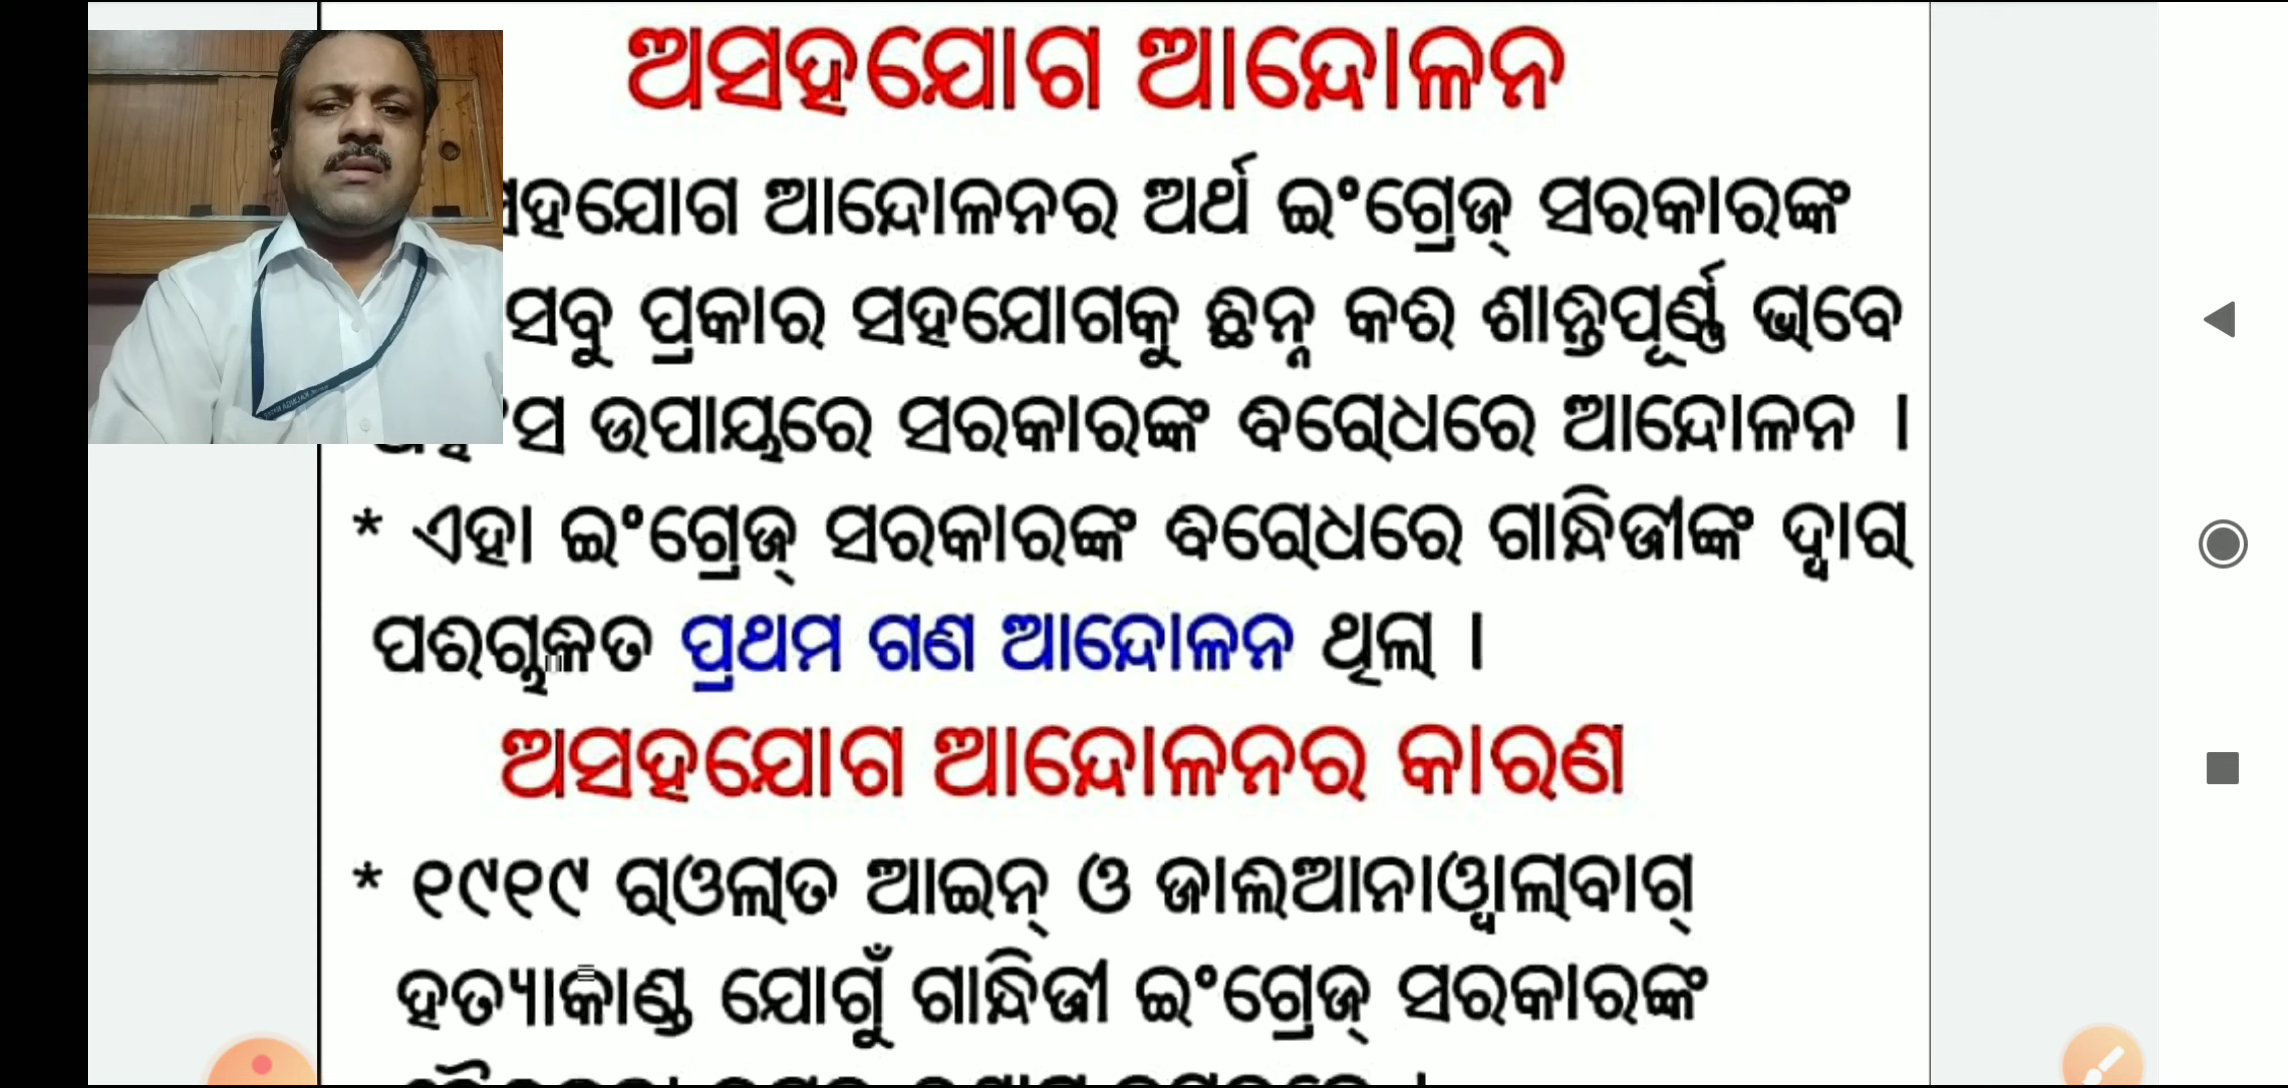 ଅସହଯୋଗ ଆନ୍ଦୋଳନ
ଆନ୍ଦୋଳନର ଅର୍ଥ ଇଂଗ୍ରେଜ୍ ସରକାରଙ୍କ
ସବୁ ପ୍ରକାର ସହଯୋଗକୁ ଛିନ୍ନ କରି ଶାନ୍ତିପୂର୍ଣ୍ଣ ଭାବେ
ଉପାୟରେ ସରକାରଙ୍କ ବିରୋଧରେ ଆନ୍ଦୋଳନ ।
* ଏହା ଇଂଗ୍ରେଜ୍ ସରକାରଙ୍କ ବିରୋଧରେ ଗାନ୍ଧିଜୀଙ୍କ ଦ୍ୱାରା
ପରିଚାଳିତ ପ୍ରଥମ ଗଣ ଆନ୍ଦୋଳନ ଥିଲା ।
ଅସହଯୋଗ ଆନ୍ଦୋଳନର କାରଣ
* ୧୯୧୯ ରାଓଲାତ ଆଇନ୍ ଓ ଜାଲିଆନାୱାଲାବାଗ୍
ହତ୍ୟାକାଣ୍ଡ ଯୋଗୁଁ ଗାନ୍ଧିଜୀ ଇଂଗ୍ରେଜ୍ ସରକାରଙ୍କ